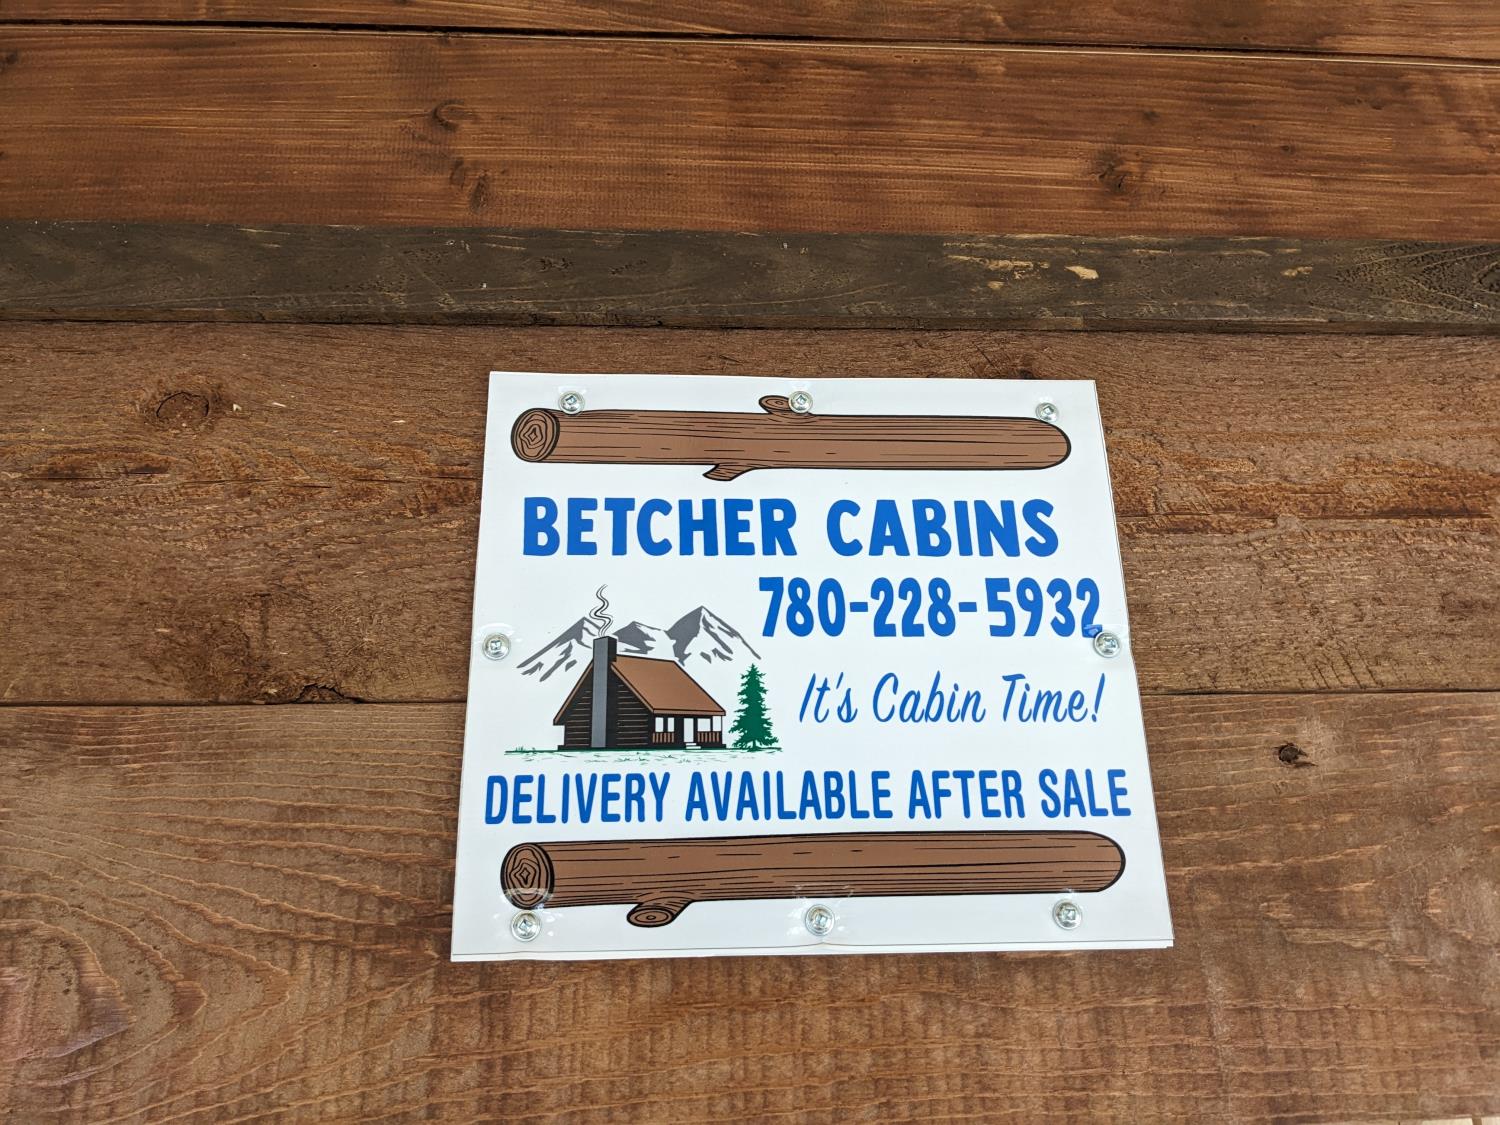 BETCHER CABINS
780-228-5932
It's Cabin Time!
DELIVERY AVAILABLE AFTER SALE